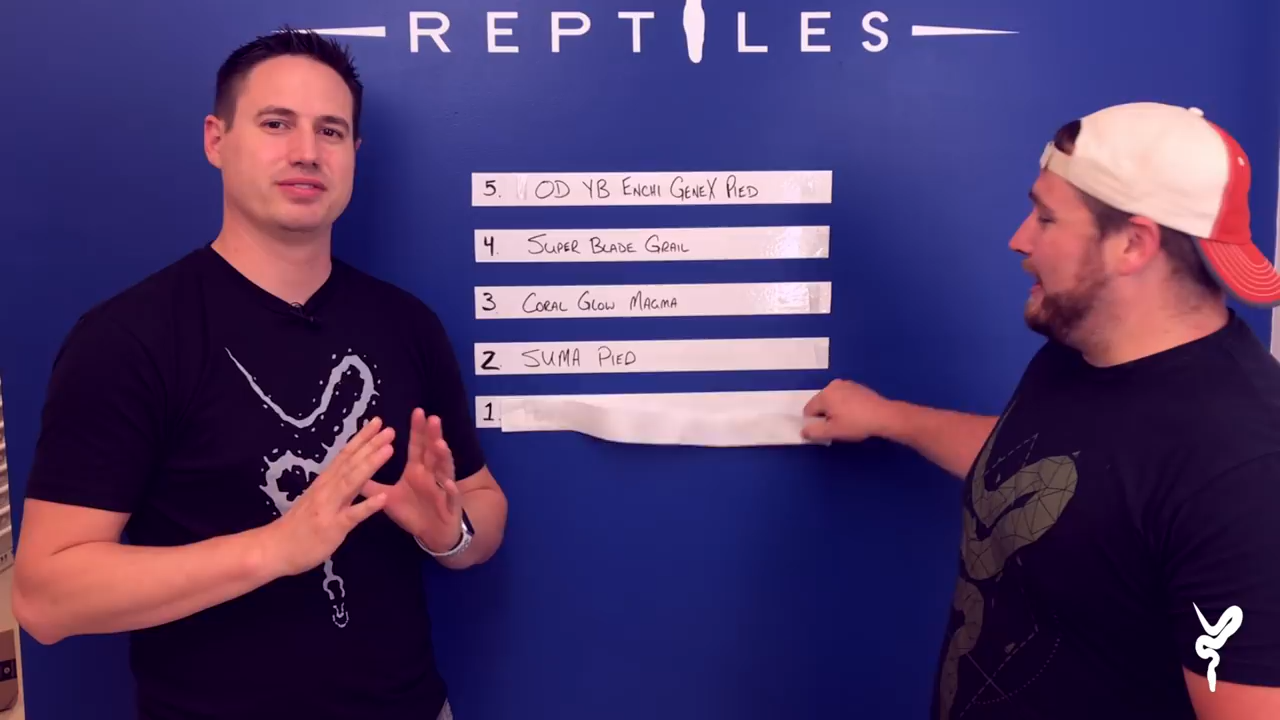 REPTILES
5. OD YB ENCHI GENEX PIED
4. SUPER BLADE GRAIL
3 CORAL GLOW MAGMA
2. SUMA PIED
1.